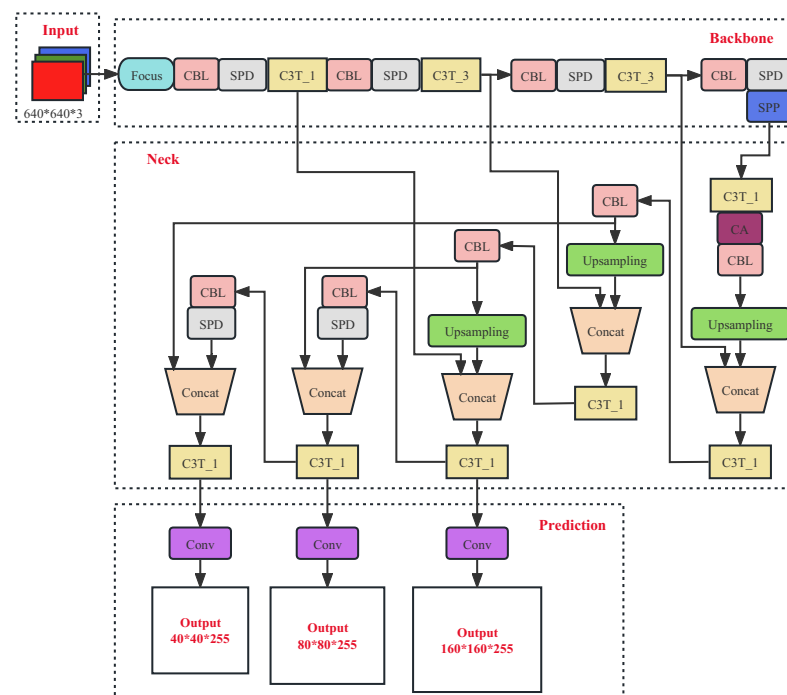 Input
Backbone
Focus CBL SPD C3T_1 CBL SPD C3T_3 CBL SPD C3T_3 CBL SPD
SPP
640*640*3
Neck
C3T_1
CBL
CA
CBL
CBL
Upsampling
CBL
CBL
SPD
SPD
Upsampling
Concat
Upsampling
Concat
Concat
Concat
Concat
C3T_1
C3T_1
C3T_1
C3T_1
C3T_1
Prediction
Conv
Conv
Conv
Output
40*40*255
Output
80*80*255
Output
160*160*255